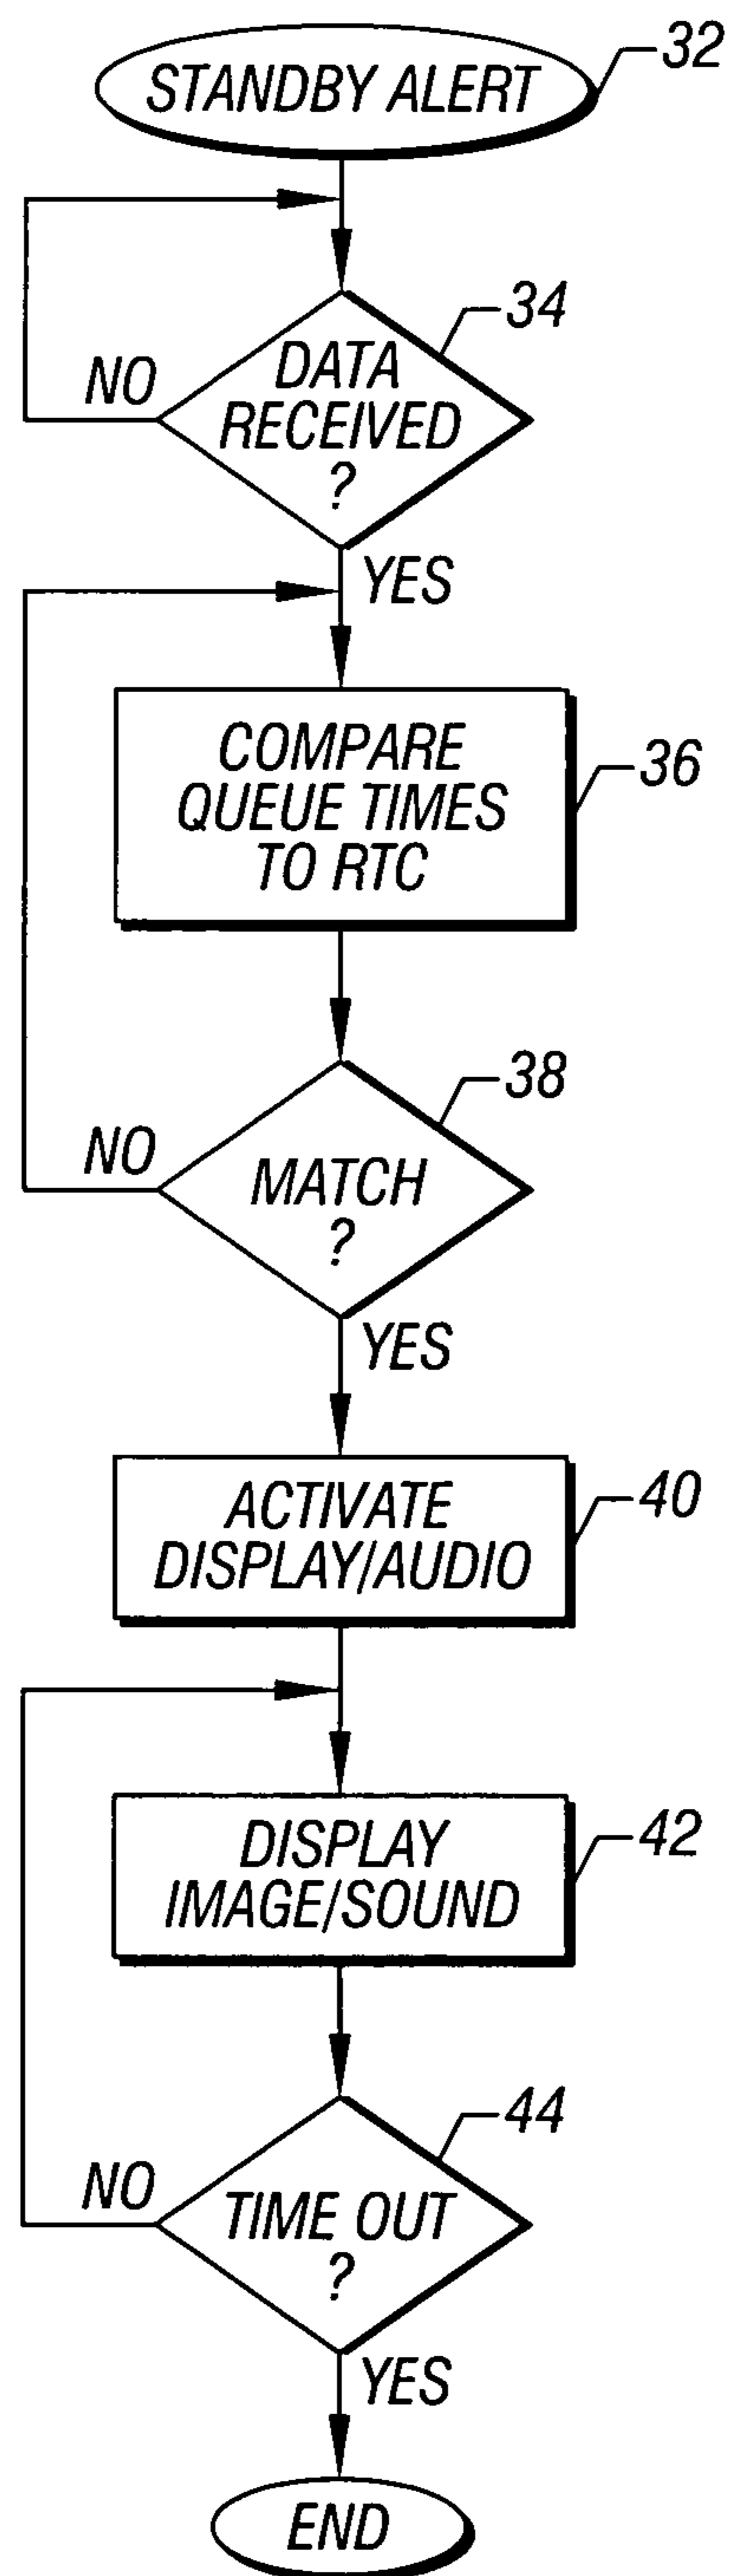 STANDBY ALERT
32
34
DATA
RECEIVED
?
NO
YES
COMPARE
QUEUE TIMES
TO RTC
36
38
NO
MATCH
?
YES
ACTIVATE
DISPLAY/AUDIO
40
DISPLAY
IMAGE/SOUND
42
44
NO
TIME OUT
?
YES
END